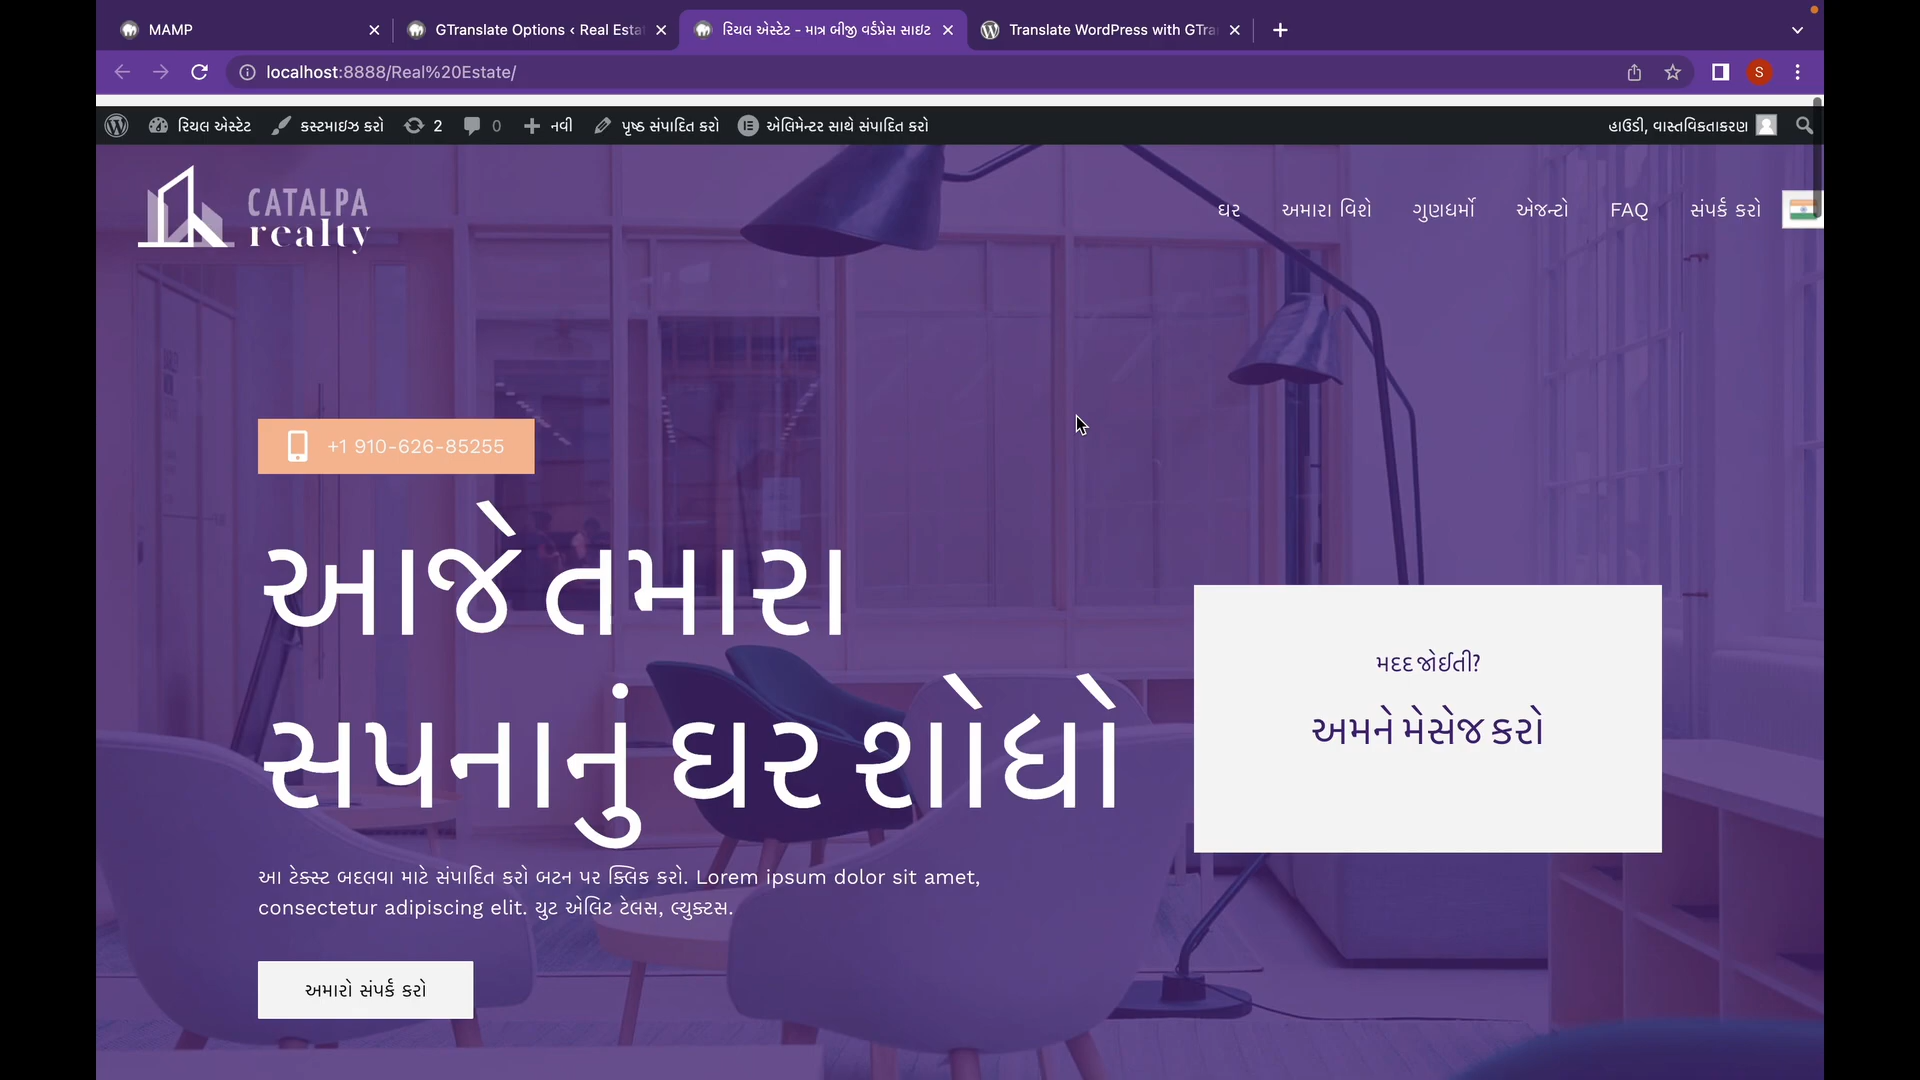 MAMP
GTranslate Options ‹ Real Esta
રિયલ એસ્ટેટ - માત્ર બીજી વર્ડપ્રેસ સાઇટ
Translate WordPress with GTra
localhost:8888/Real%20Estate/
S
રિયલ એસ્ટેટ
કસ્ટમાઇઝ કરો
2
0
નવી
પૃષ્ઠ સંપાદિત કરો
એલિમેન્ટર સાથે સંપાદિત કરો
હાઉડી, વાસ્તવિકતાકરણ
CATALPA
realty
ઘર
અમારા વિશે
ગુણધર્મો
એજન્ટો
FAQ
સંપર્ક કરો
+1 910-626-85255
આજે તમારા
સપનાનું ઘર શોધો
આ ટેક્સ્ટ બદલવા માટે સંપાદિત કરો બટન પર ક્લિક કરો. Lorem ipsum dolor sit amet,
consectetur adipiscing elit. યુટ એલિટ ટેલસ, લ્યુક્ટસ.
અમારો સંપર્ક કરો
મદદ જોઈતી?
અમને મેસેજ કરો